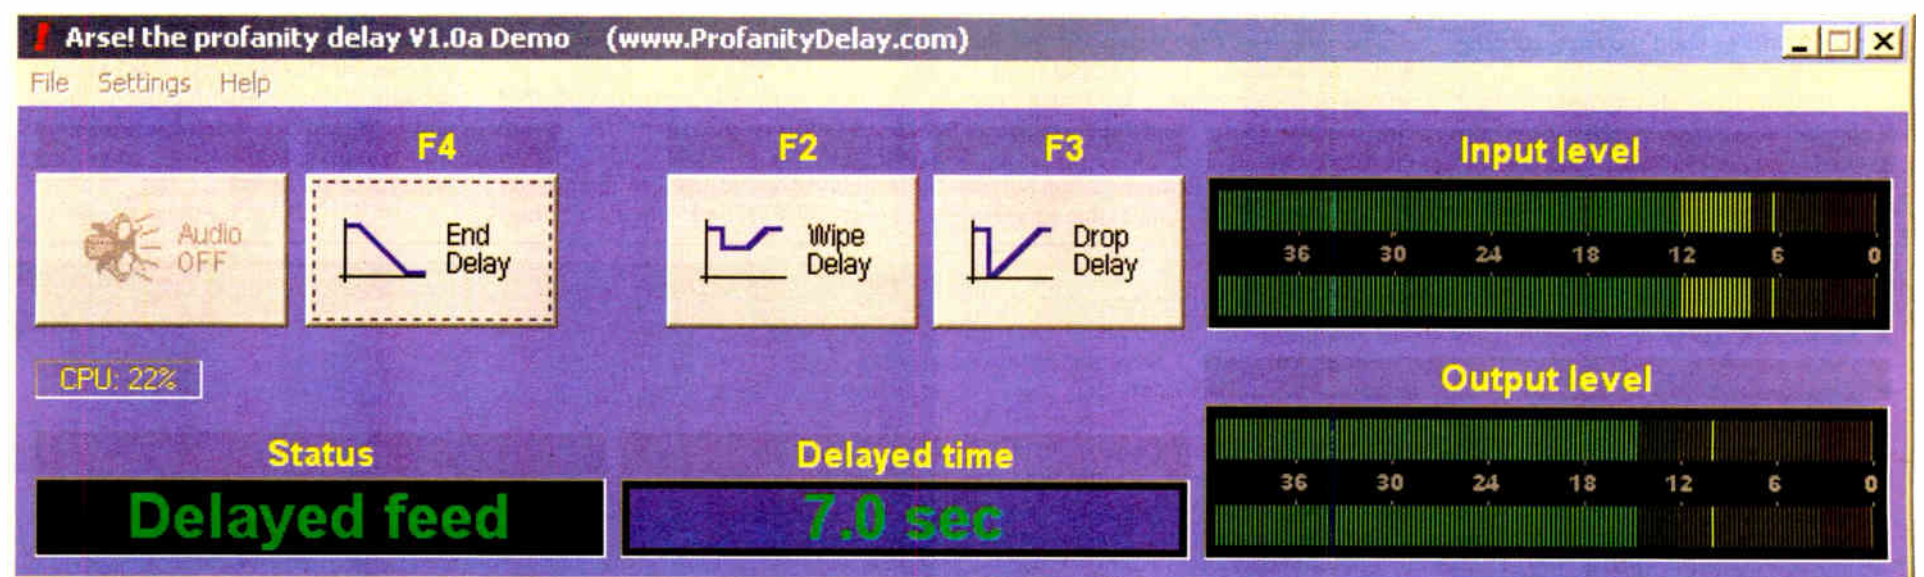 Arse! the profanity delay V1.0a Demo (www.ProfanityDelay.com)
File Settings Help
F4 F2 F3 Input level
Audio OFF
End Delay
Wipe Delay
Drop Delay
36 30 24 18 12 6 0
CPU: 22%
Output level
36 30 24 18 12 6 0
Status
Delayed feed
Delayed time
7.0 sec